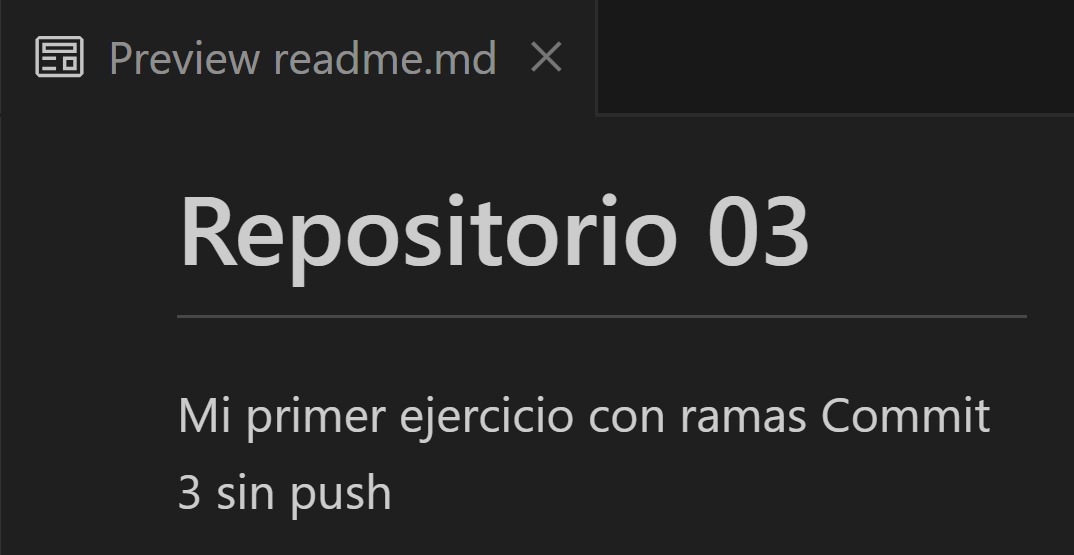 Preview readme.md
Repositorio 03
Mi primer ejercicio con ramas Commit
3 sin push